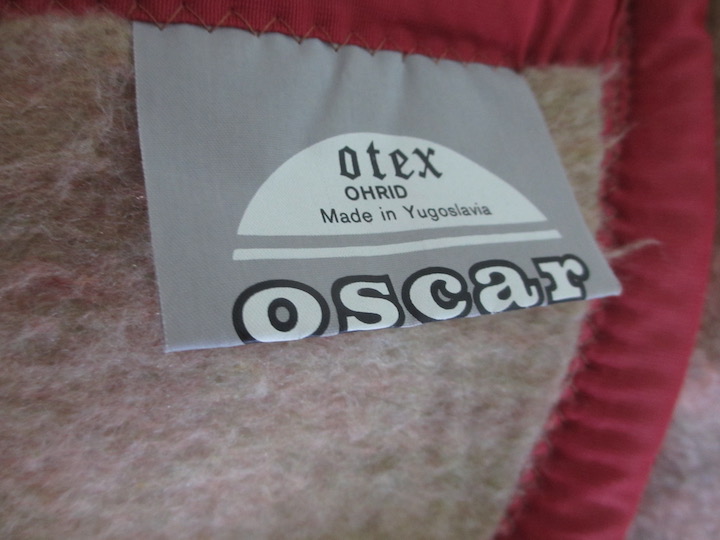 otex
OHRID
Made in Yugoslavia
oscar